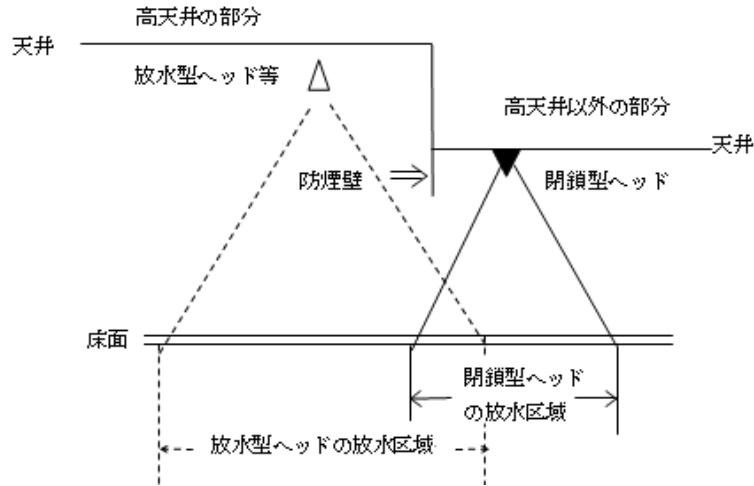 高天井の部分
天井
放水型ヘッド等
高天井以外の部分
天井
防煙壁
閉鎖型ヘッド
床面
閉鎖型ヘッド
の放水区域
放水型ヘッドの放水区域